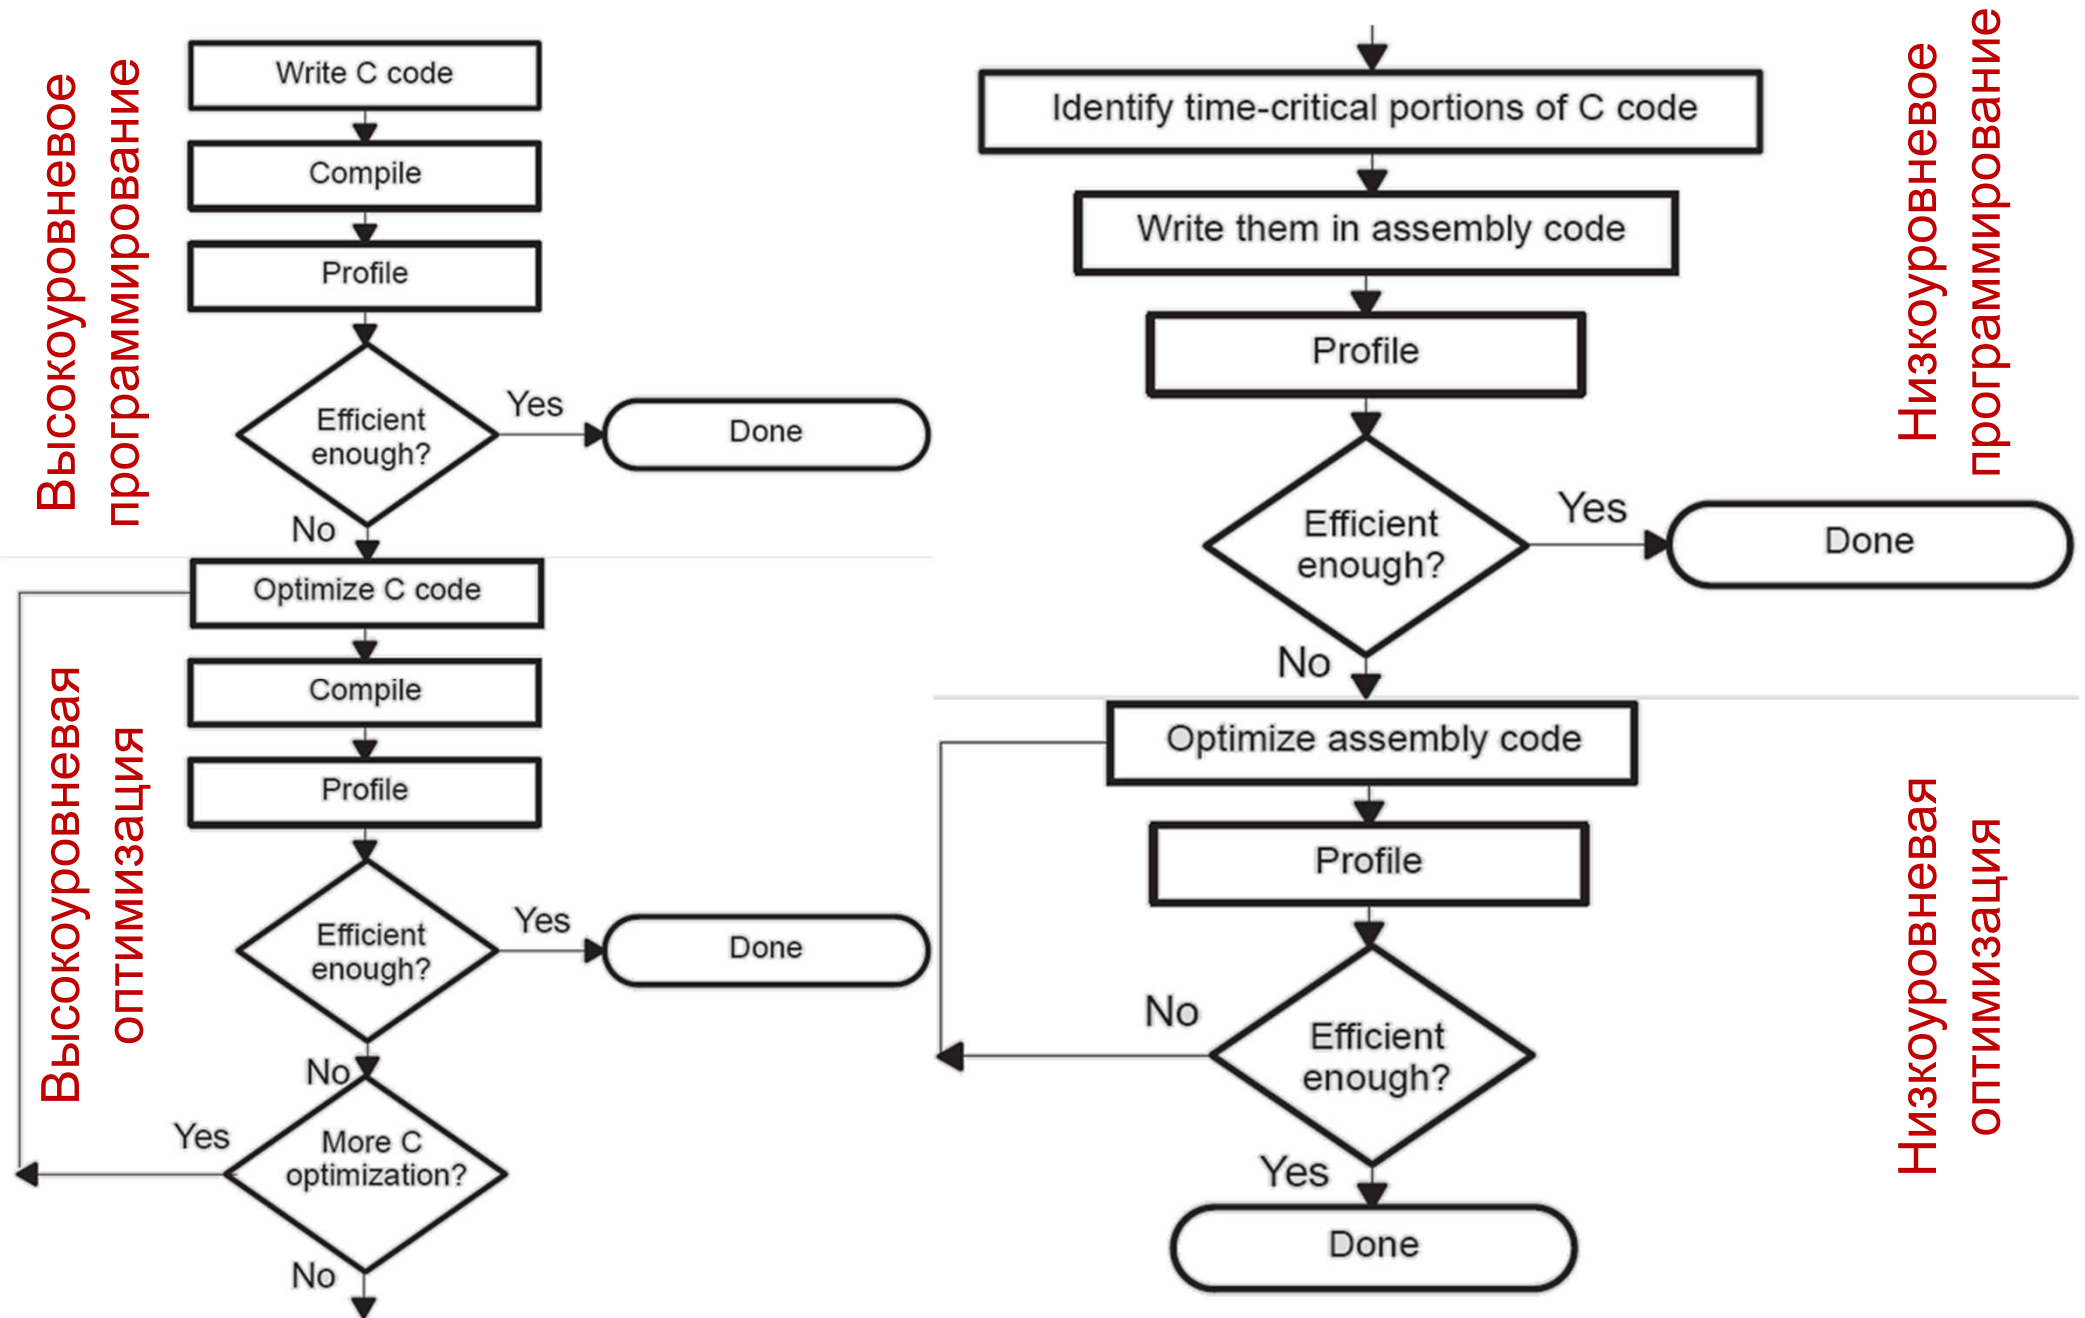 Высокоуровневое
программирование
Write C code
Compile
Profile
Efficient
enough?
Yes
Done
No
Высокоуровневая
оптимизация
Optimize C code
Compile
Profile
Efficient
enough?
Yes
Done
No
More C
optimization?
Yes
No
Низкоуровневое
программирование
Identify time-critical portions of C code
Write them in assembly code
Profile
Efficient
enough?
Yes
Done
No
Низкоуровневая
оптимизация
Optimize assembly code
Profile
Efficient
enough?
No
Yes
Done